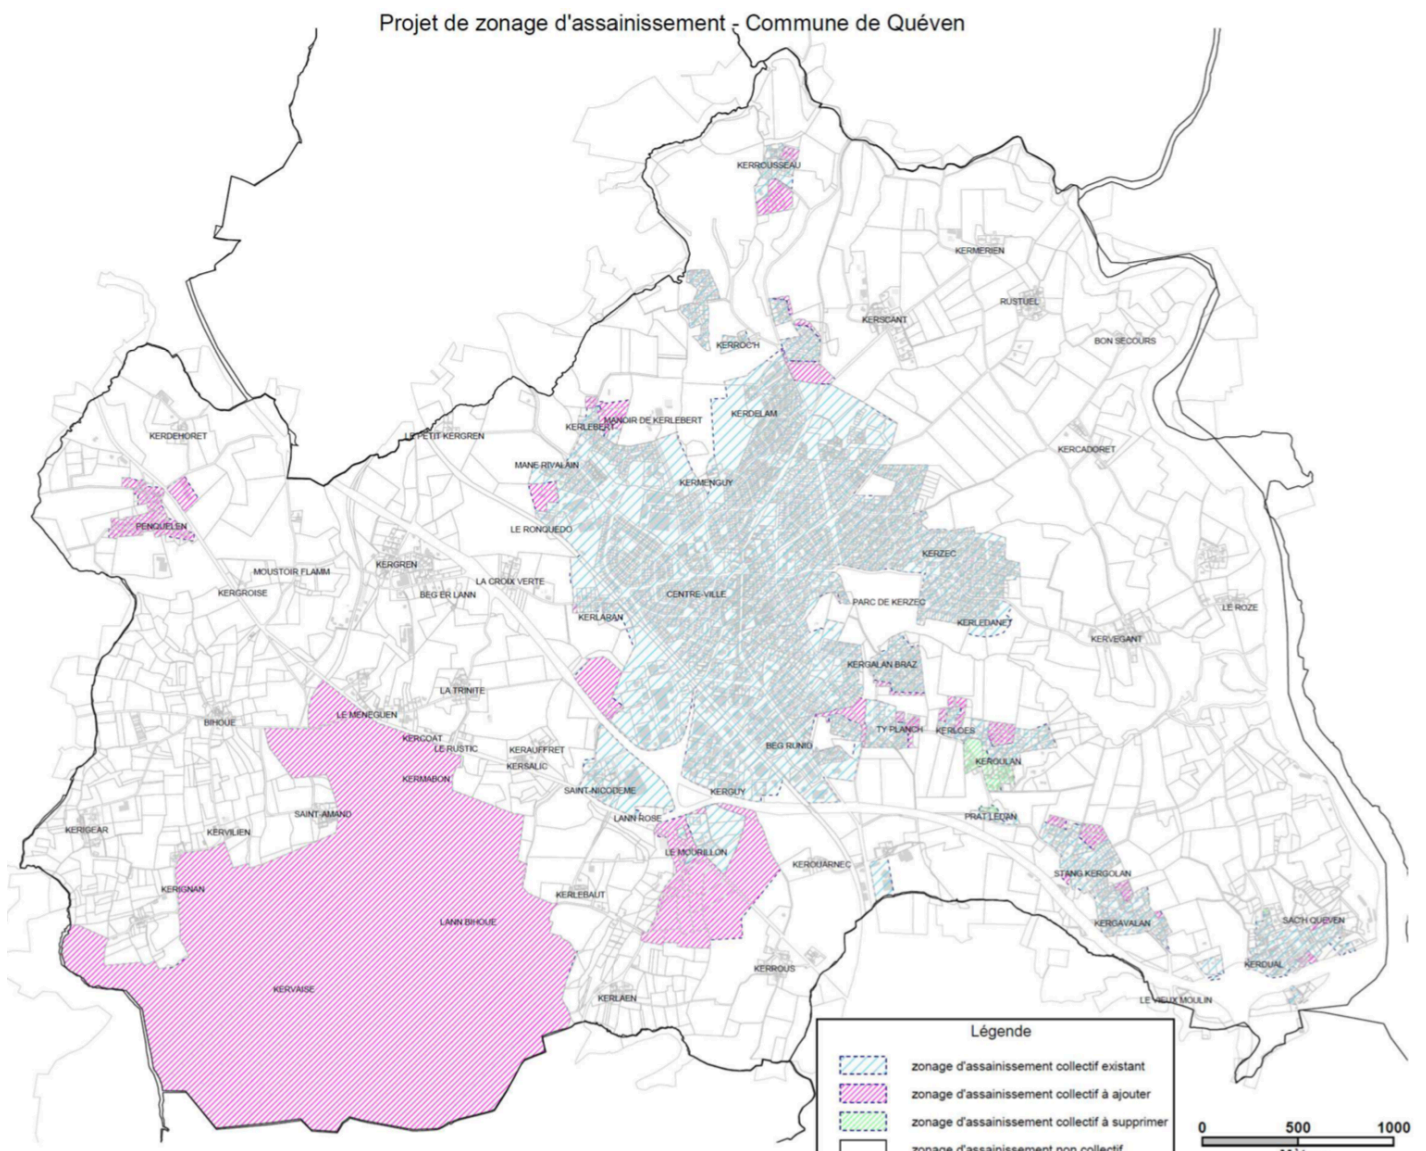 Projet de zonage d'assainissement - Commune de Quéven
KERROUSSEAU
KERMERIEN
RUSTUEL
KERSCANT
BON SECOURS
KERROC'H
KERDELAM
MANOIR DE KERLEBERT
KERLEBERT
KERDEHORET
LE PETIT KERGREN
KERCADORET
MANE RIVALAIN
KERMENGUY
PENQUELEN
LE RONQUEDO
KERZEC
KERGREN
MOUSTOIR FLAMM
LA CROIX VERTE
KERGROISE
BEG ER LANN
CENTRE-VILLE
PARC DE KERZEC
LE ROZE
KERLARAN
KERLEDANET
KERVEGANT
KERGALAN BRAZ
LA TRINITE
LE MENEGUEN
BIHOUE
TY PLANCH
KERLOES
KERCOAT
LE RUSTIC
KERAUFFRET
BEG RUNIO
KERGULAN
KERSALIC
KERMABON
SAINT-NICODEME
KERGUY
SAINT-AMAND
LANN ROSE
PRAT LEDAN
KERIGEAR
KERVILIEN
LE MOURILLON
KEROUARNEC
STANG KERGOLAN
KERIGNAN
KERLEBAUT
LANN BIHOUE
KERGAVALAN
SAC'H QUEVEN
KERDUAL
KERROUS
KERVAISE
KERLAEN
LE VIEUX MOULIN
Légende
zonage d'assainissement collectif existant
zonage d'assainissement collectif à ajouter
zonage d'assainissement collectif à supprimer
zonage d'assainissement non collectif
0 500 1000